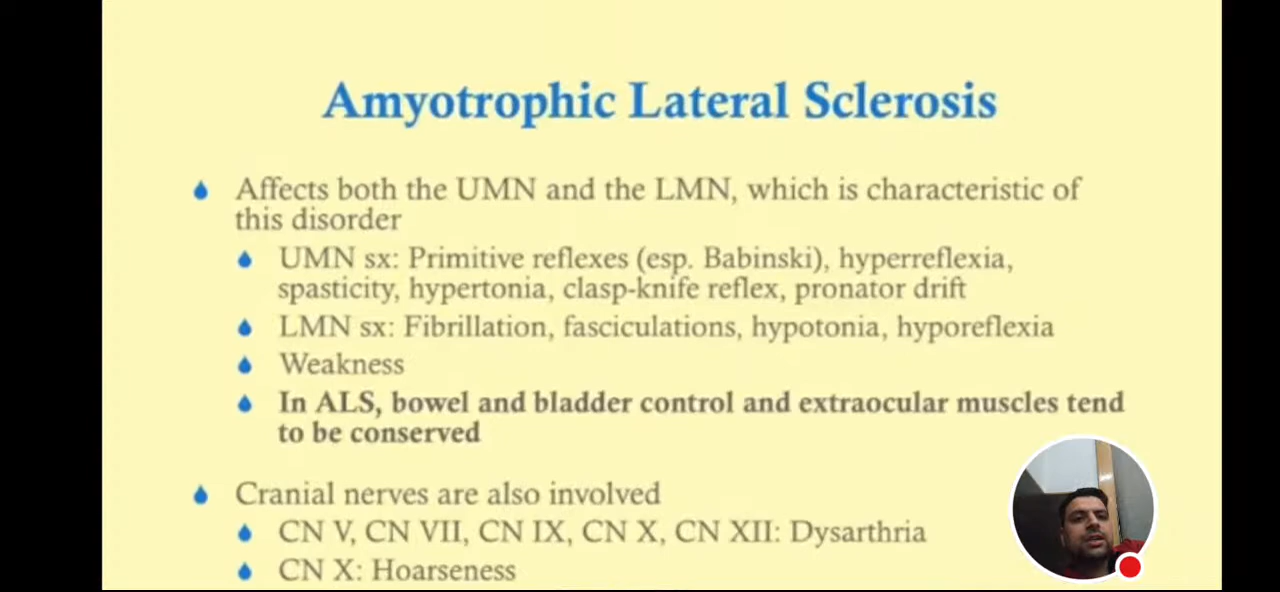 Amyotrophic Lateral Sclerosis
Affects both the UMN and the LMN, which is characteristic of
this disorder
UMN sx: Primitive reflexes (esp. Babinski), hyperreflexia,
spasticity, hypertonia, clasp-knife reflex, pronator drift
LMN sx: Fibrillation, fasciculations, hypotonia, hyporeflexia
Weakness
In ALS, bowel and bladder control and extraocular muscles tend
to be conserved
Cranial nerves are also involved
CN V, CN VII, CN IX, CN X, CN XII: Dysarthria
CN X: Hoarseness